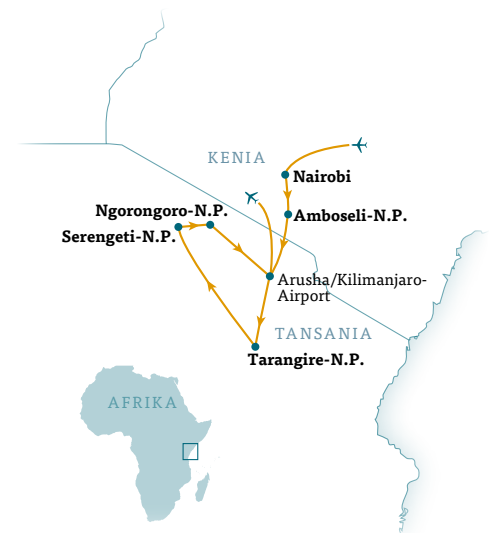 KENIA
Nairobi
Ngorongoro-N.P.
Amboseli-N.P.
Serengeti-N.P.
Arusha/Kilimanjaro-
Airport
TANSANIA
Tarangire-N.P.
AFRIKA